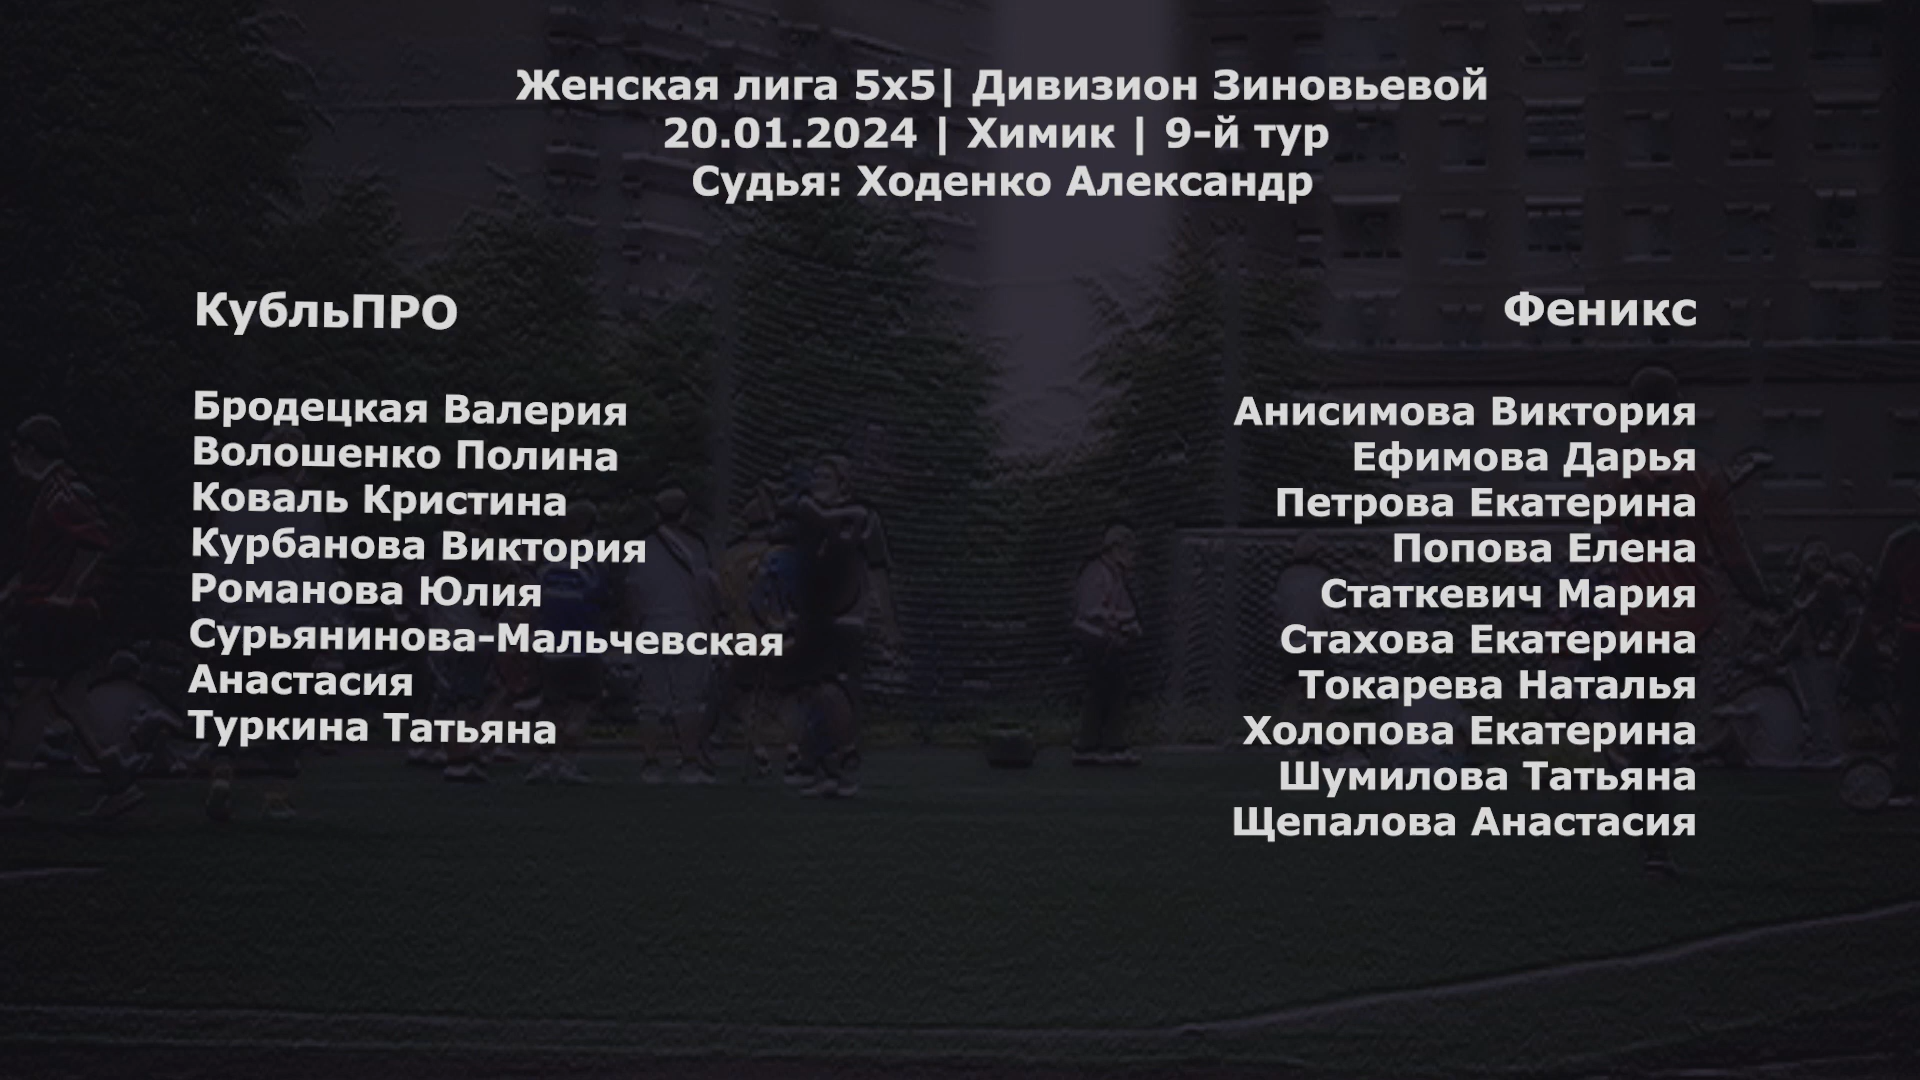 Женская лига 5х5| Дивизион Зиновьевой
20.01.2024 | Химик | 9-й тур
Судья: Ходенко Александр
КубльПРО
Бродецкая Валерия
Волошенко Полина
Коваль Кристина
Курбанова Виктория
Романова Юлия
Сурьянинова-Мальчевская
Анастасия
Туркина Татьяна
Феникс
Анисимова Виктория
Ефимова Дарья
Петрова Екатерина
Попова Елена
Статкевич Мария
Стахова Екатерина
Токарева Наталья
Холопова Екатерина
Шумилова Татьяна
Щепалова Анастасия